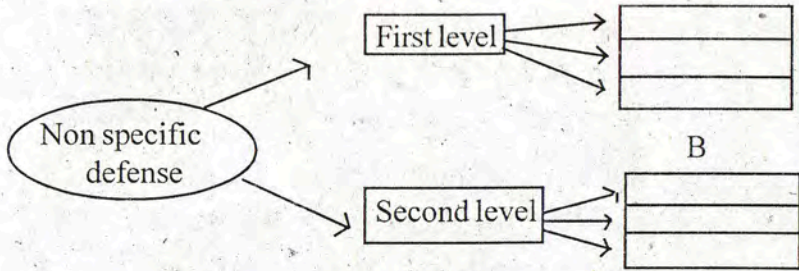 First level
Non specific
defense
B
Second level